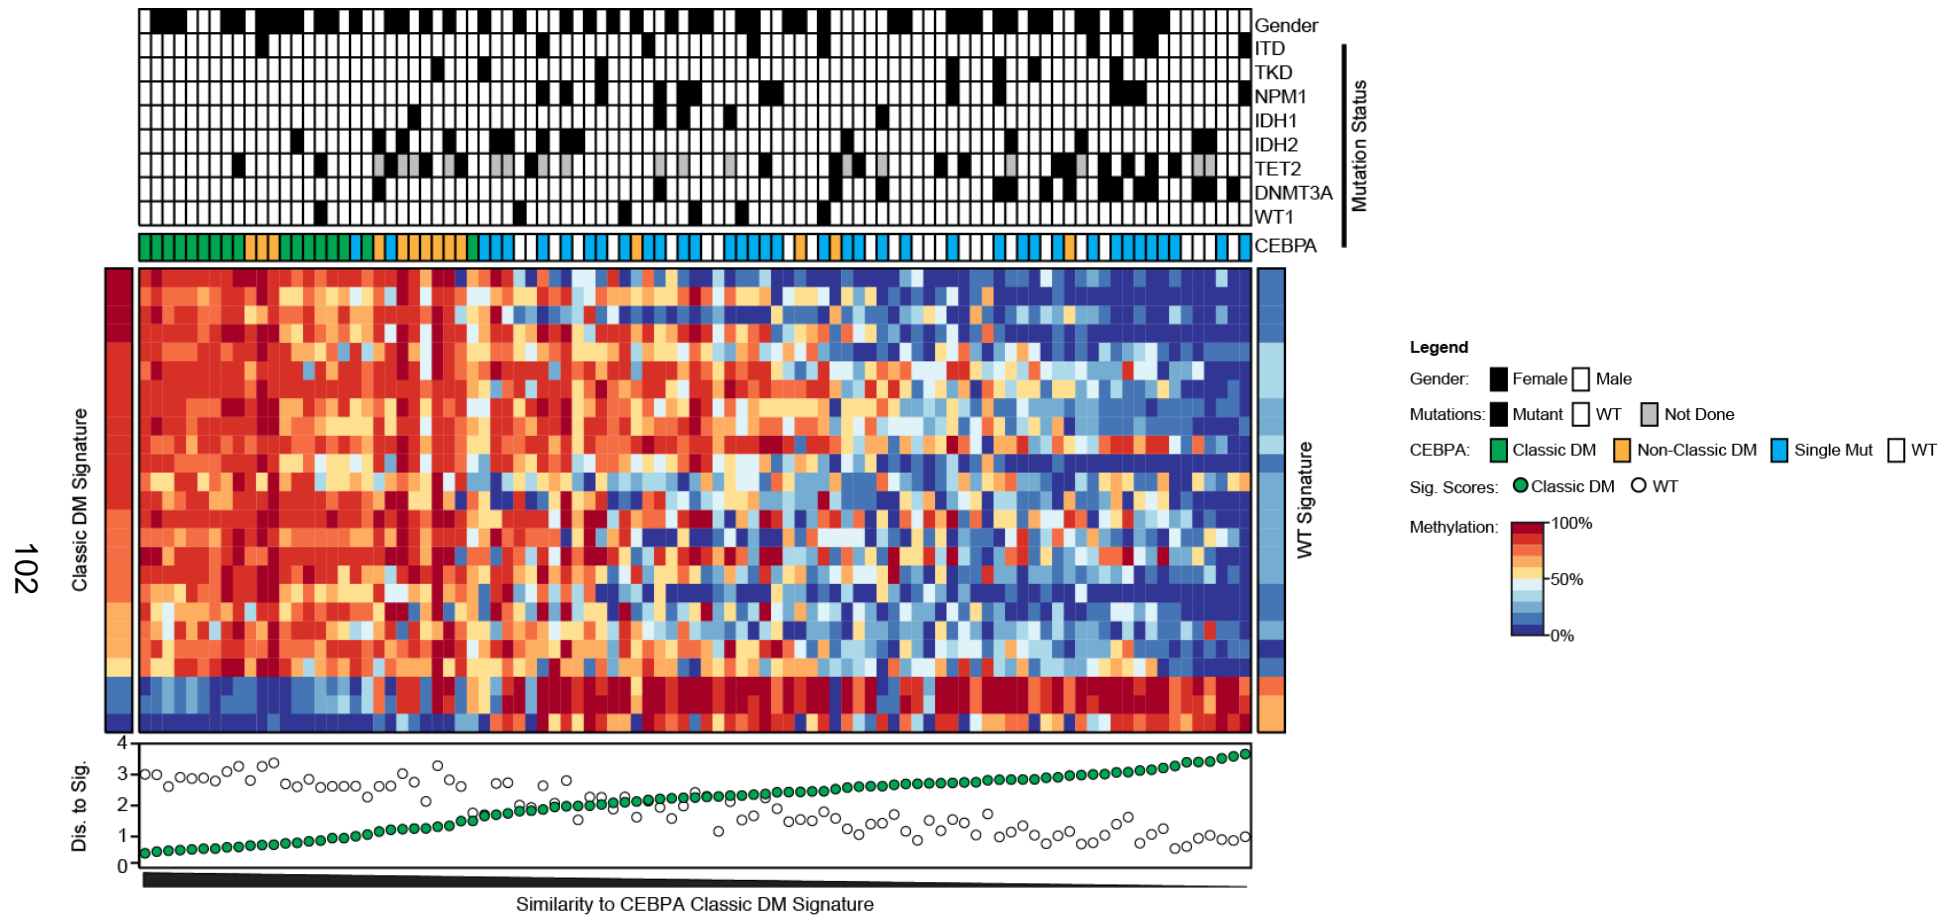 Gender
ITD
TKD
NPM1
IDH1
IDH2
TET2
DNMT3A
WT1
CEBPA
Mutation Status
Classic DM Signature
WT Signature
102
Legend
Gender: Female Male
Mutations: Mutant WT Not Done
CEBPA: Classic DM Non-Classic DM Single Mut WT
Sig. Scores: Classic DM WT
Methylation: 100%
50%
0%
Dis. to Sig.
4
3
2
1
0
Similarity to CEBPA Classic DM Signature